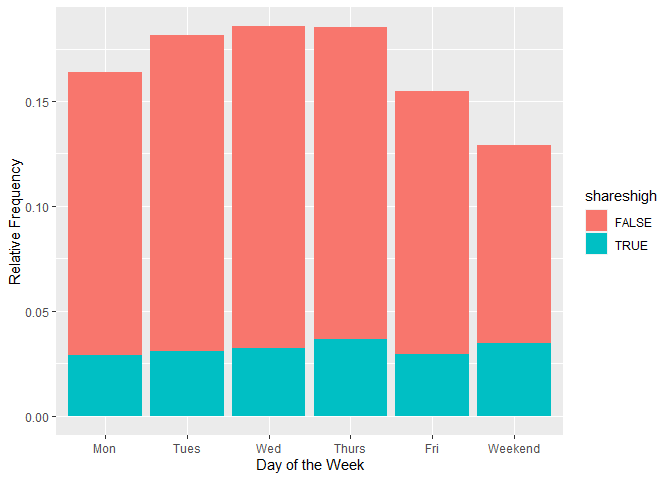 Relative Frequency
0.15
0.10
0.05
0.00
Mon Tues Wed Thurs Fri Weekend
Day of the Week
shareshigh
FALSE
TRUE